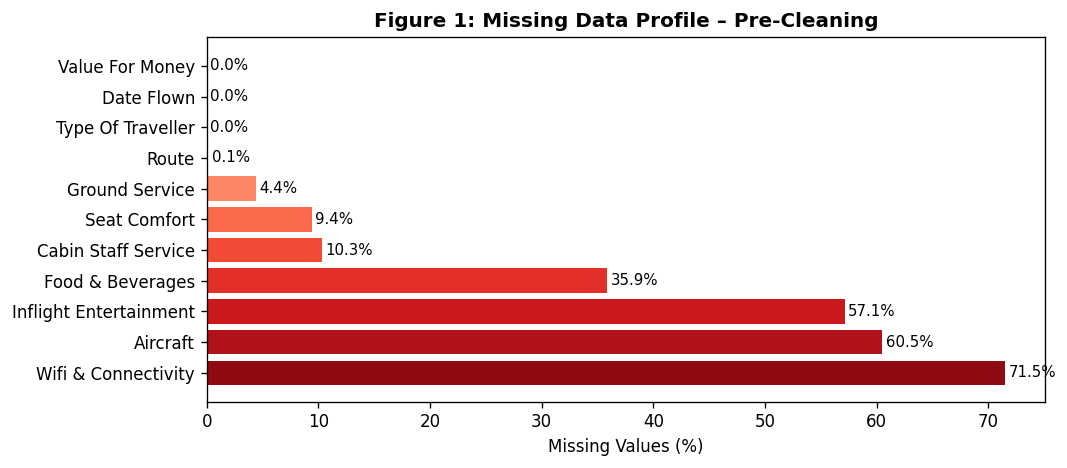 Figure 1: Missing Data Profile – Pre-Cleaning
Value For Money 0.0%
Date Flown 0.0%
Type Of Traveller 0.0%
Route 0.1%
Ground Service 4.4%
Seat Comfort 9.4%
Cabin Staff Service 10.3%
Food & Beverages 35.9%
Inflight Entertainment 57.1%
Aircraft 60.5%
Wifi & Connectivity 71.5%
0 10 20 30 40 50 60 70
Missing Values (%)